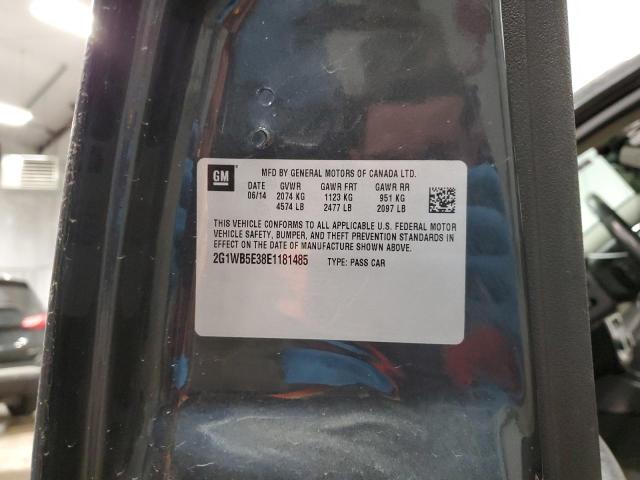 GM
MFD BY GENERAL MOTORS OF CANADA LTD.
DATE GVWR GAWR FRT GAWR RR
06/14 2074 KG 1123 KG 951 KG
4574 LB 2477 LB 2097 LB
THIS VEHICLE CONFORMS TO ALL APPLICABLE U.S. FEDERAL MOTOR
VEHICLE SAFETY, BUMPER, AND THEFT PREVENTION STANDARDS IN
EFFECT ON THE DATE OF MANUFACTURE SHOWN ABOVE.
2G1WB5E38E1181485 TYPE: PASS CAR